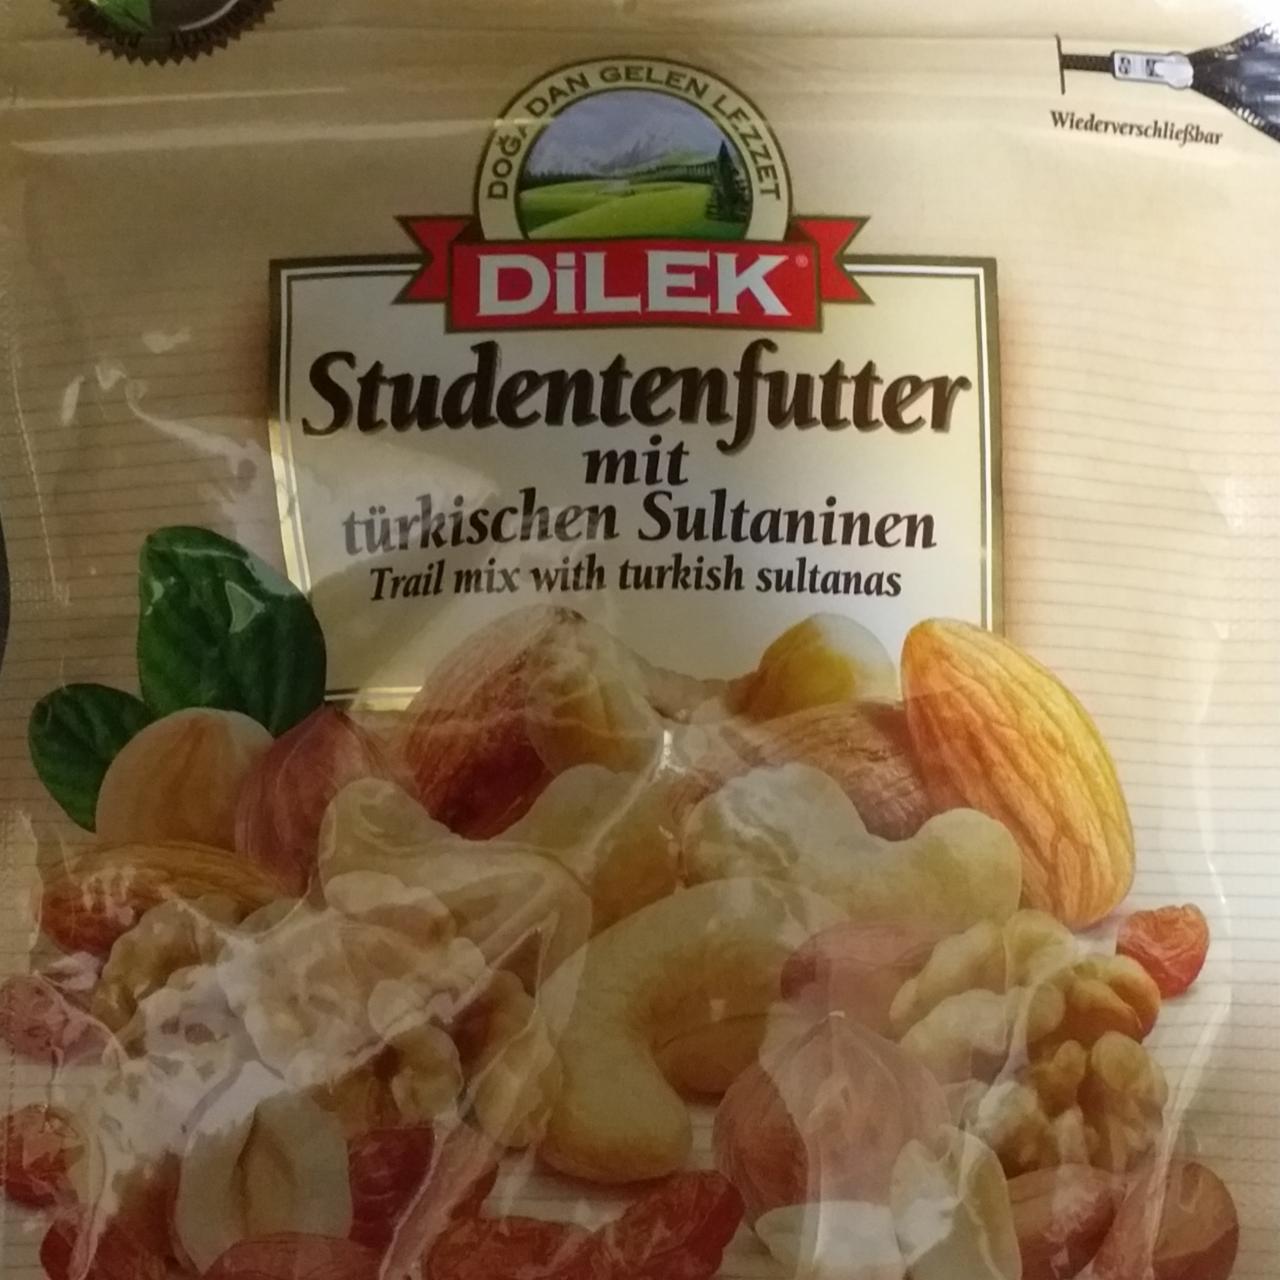 DOĞADAN GELEN LEZZET
Wiederverschließbar
DiLEK®
Studentenfutter
mit
türkischen Sultaninen
Trail mix with turkish sultanas